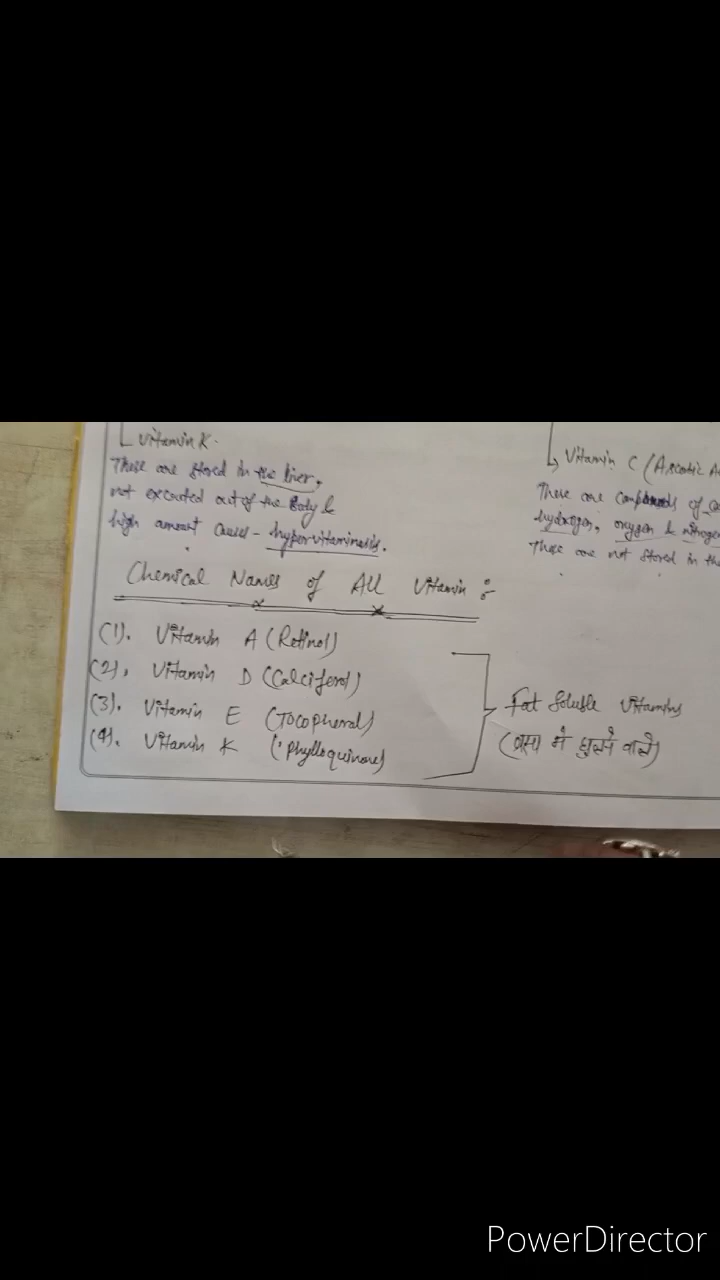 Vitamin K.
These are stored in the liver,
not excreted out of the body &
high amount causes - hypervitaminosis.
Vitamin C (Ascorbic A
These are compounds of
hydrogen, oxygen & nitrogen
These are not stored in the
Chemical Names of All Vitamin :-
(1). Vitamin A (Retinol)
(2). Vitamin D (Calciferol)
(3). Vitamin E (Tocopherol)
(4). Vitamin K (Phylloquinone)
Fat Soluble Vitamins
(वसा में घुलने वाले)
PowerDirector